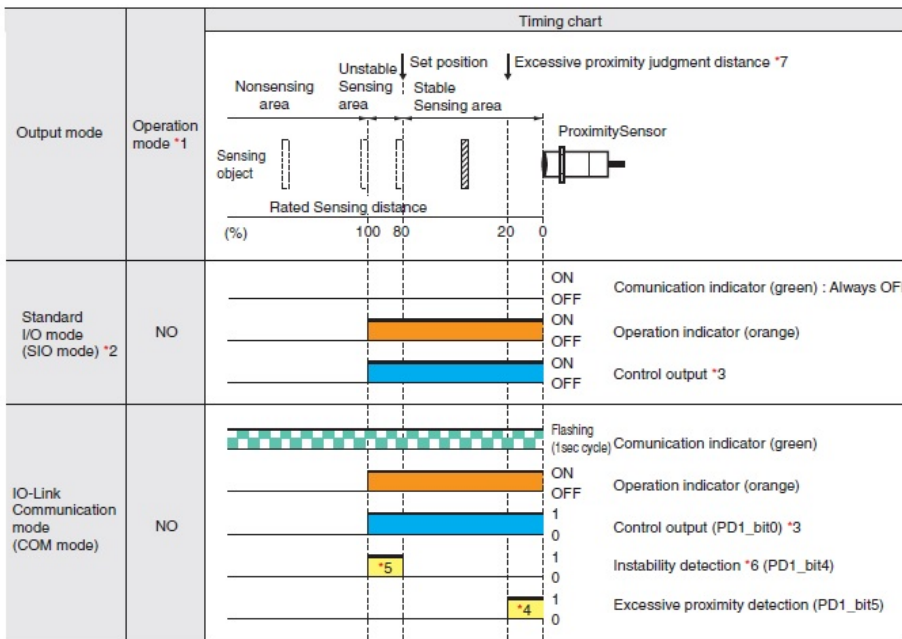 Timing chart
Output mode
Operation
mode *1
Nonsensing
area
Unstable
Sensing
area
Set position
Stable
Sensing area
Excessive proximity judgment distance *7
ProximitySensor
Sensing
object
Rated Sensing distance
(%)
100
80
20
0
Standard
I/O mode
(SIO mode) *2
NO
ON
OFF
Comunication indicator (green) : Always OF
ON
OFF
Operation indicator (orange)
ON
OFF
Control output *3
IO-Link
Communication
mode
(COM mode)
NO
Flashing
(1sec cycle)
Comunication indicator (green)
ON
OFF
Operation indicator (orange)
1
0
Control output (PD1_bit0) *3
*5
1
0
Instability detection *6 (PD1_bit4)
*4
1
0
Excessive proximity detection (PD1_bit5)